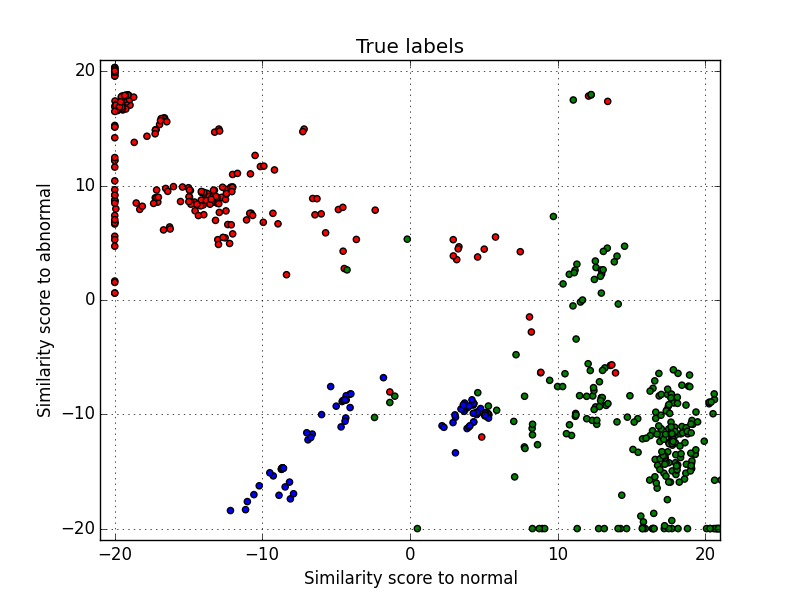 True labels
20
10
0
−10
−20
Similarity score to abnormal
−20 −10 0 10 20
Similarity score to normal